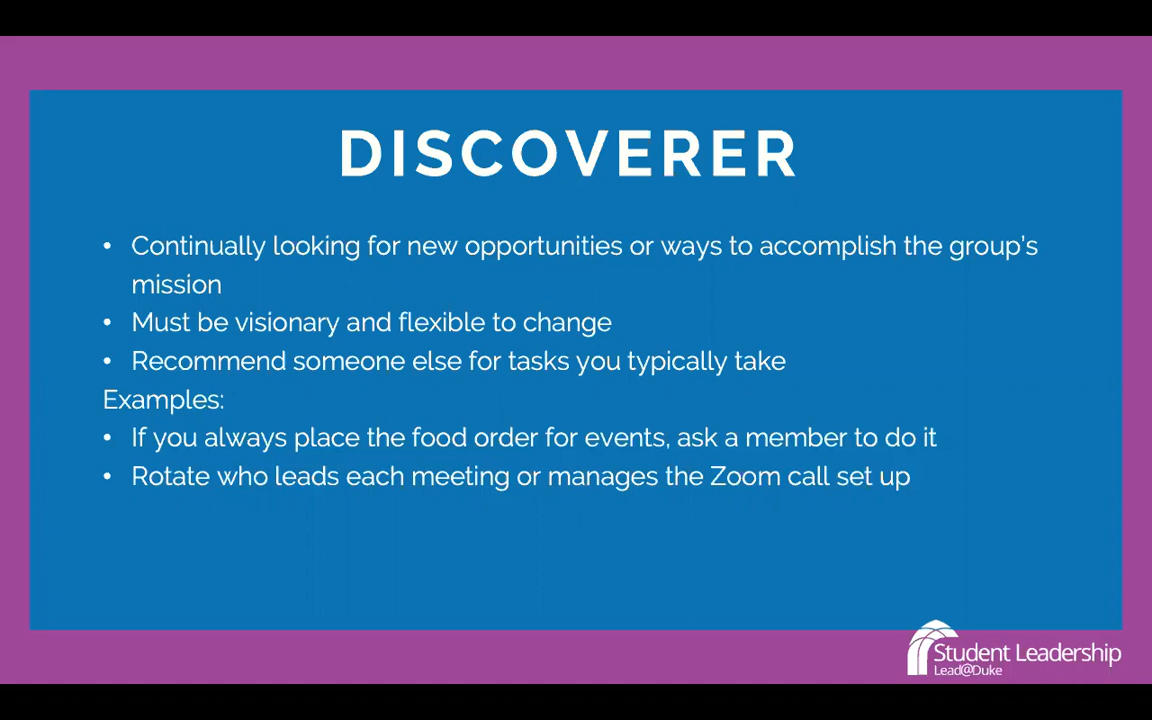 DISCOVERER
• Continually looking for new opportunities or ways to accomplish the group's
mission
• Must be visionary and flexible to change
• Recommend someone else for tasks you typically take
Examples:
• If you always place the food order for events, ask a member to do it
• Rotate who leads each meeting or manages the Zoom call set up
Student Leadership
Lead@Duke